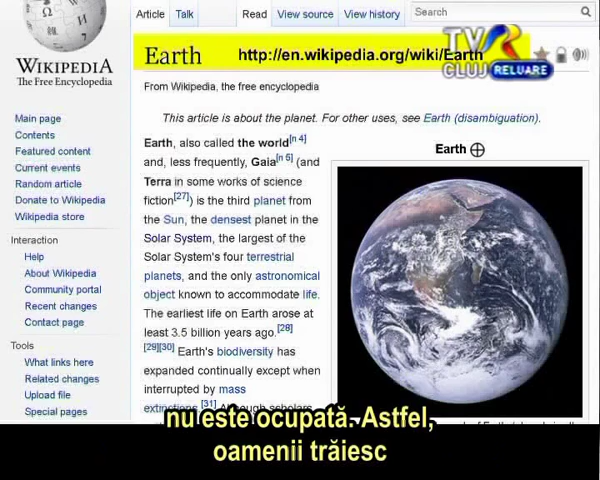 Article Talk Read View source View history Search
TVR
CLUJ RELUARE
WIKIPEDIA
The Free Encyclopedia
Earth http://en.wikipedia.org/wiki/Earth
From Wikipedia, the free encyclopedia
This article is about the planet. For other uses, see Earth (disambiguation).
Main page
Contents
Featured content
Current events
Random article
Donate to Wikipedia
Wikipedia store
Interaction
Help
About Wikipedia
Community portal
Recent changes
Contact page
Tools
What links here
Related changes
Upload file
Special pages
Earth, also called the world[n 4]
and, less frequently, Gaia[n 6] (and
Terra in some works of science
fiction[27]) is the third planet from
the Sun, the densest planet in the
Solar System, the largest of the
Solar System's four terrestrial
planets, and the only astronomical
object known to accommodate life.
The earliest life on Earth arose at
least 3.5 billion years ago.[28]
[29][30] Earth's biodiversity has
expanded continually except when
interrupted by mass
extinctions.[31] Although scholars
Earth
nu este ocupată. Astfel,
oamenii trăiesc